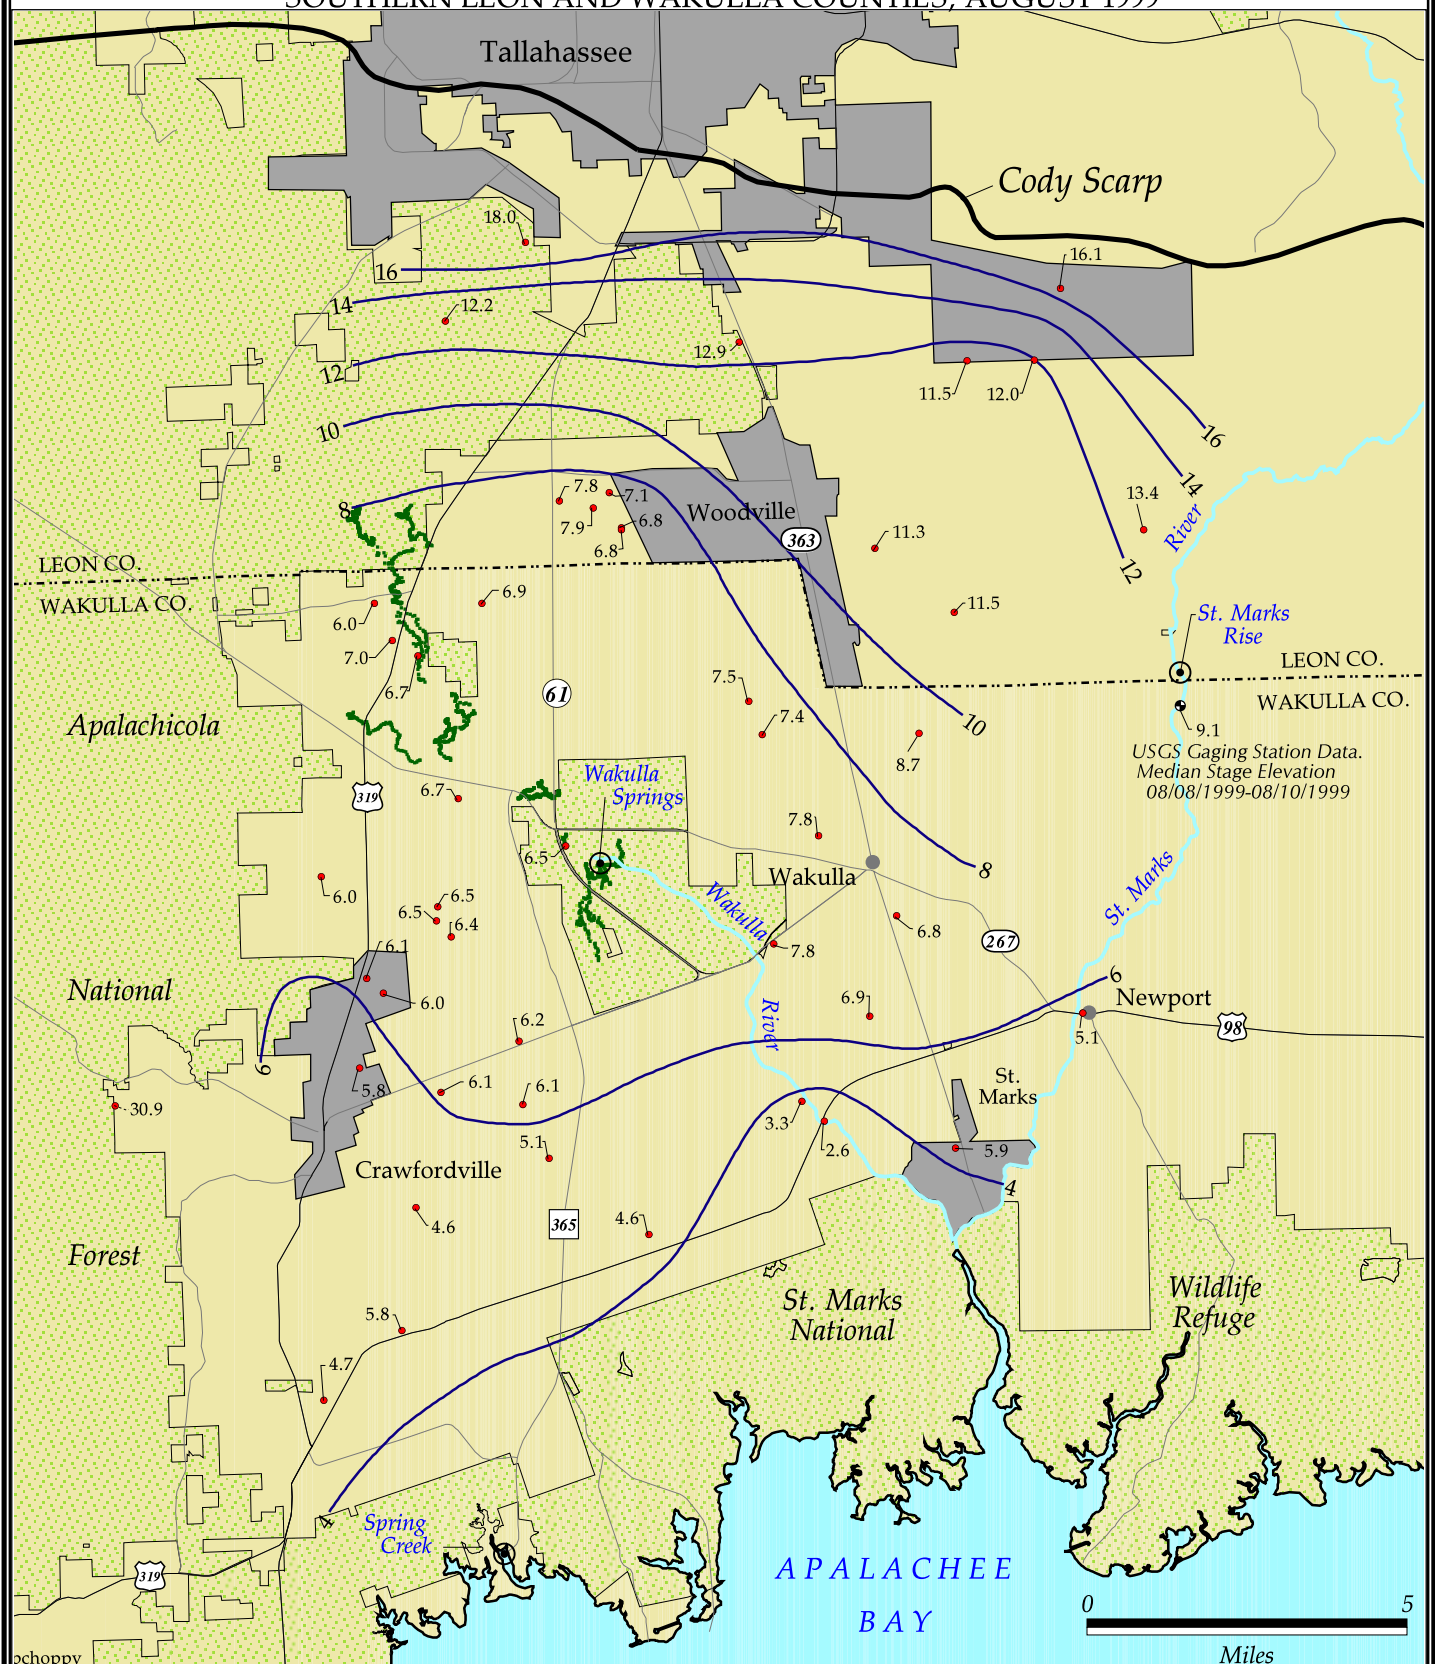 SOUTHERN LEON AND WAKULLA COUNTIES, AUGUST 1999
Tallahassee
Cody Scarp
18.0
16
16.1
14
12.2
12.9
12
11.5
12.0
10
16
14
8
7.8
7.1
13.4
Woodville
7.9
6.8
6.8
363
11.3
River
LEON CO.
12
WAKULLA CO.
6.9
6.0
11.5
St. Marks
Rise
7.0
LEON CO.
6.7
7.5
61
WAKULLA CO.
Apalachicola
7.4
10
9.1
8.7
USGS Gaging Station Data.
Median Stage Elevation
08/08/1999-08/10/1999
Wakulla
Springs
319
6.7
7.8
6.5
8
Wakulla
St. Marks
6.0
6.5
6.5
6.4
Wakulla
6.8
267
6.1
7.8
6
National
6.0
6.9
Newport
River
6.2
98
5.1
6
5.8
6.1
6.1
St.
Marks
30.9
3.3
5.1
2.6
5.9
Crawfordville
4
4.6
365
4.6
Forest
St. Marks
National
Wildlife
Refuge
5.8
4.7
4
Spring
Creek
319
APALACHEE
BAY
0
5
Miles
ochoppy